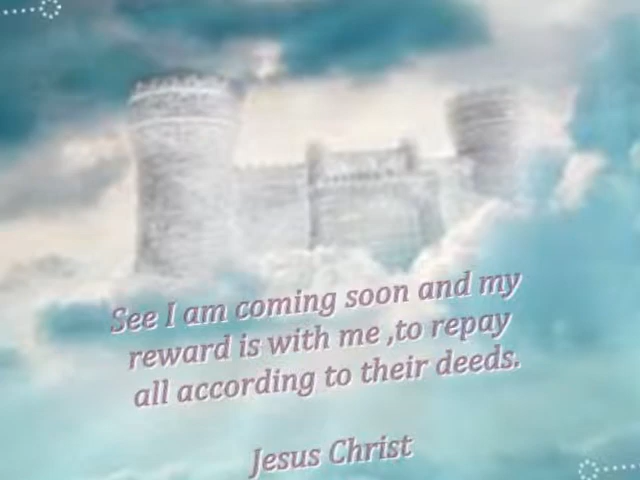 See I am coming soon and my
reward is with me ,to repay
all according to their deeds.
Jesus Christ